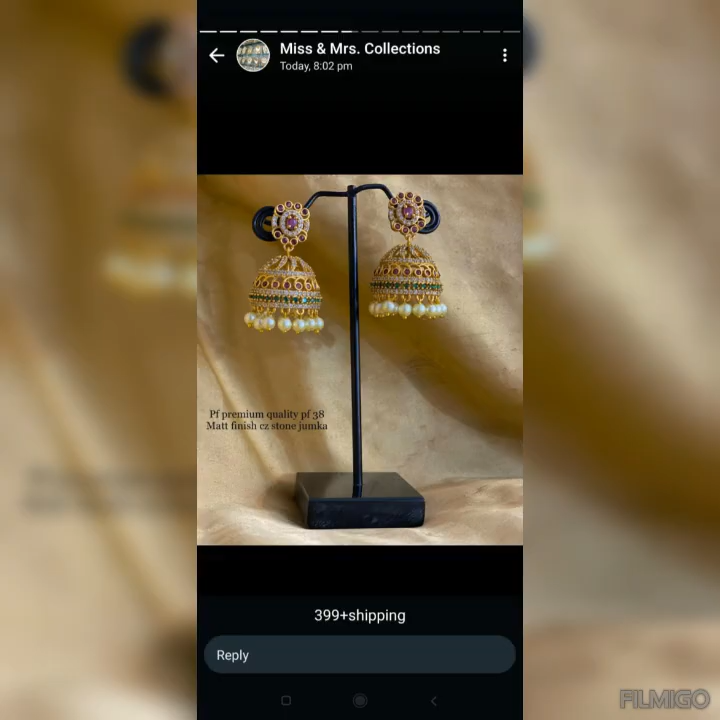 Miss & Mrs. Collections
Today, 8:02 pm
Pf premium quality pf 38
Matt finish cz stone jumka
399+shipping
Reply
FILMIGO